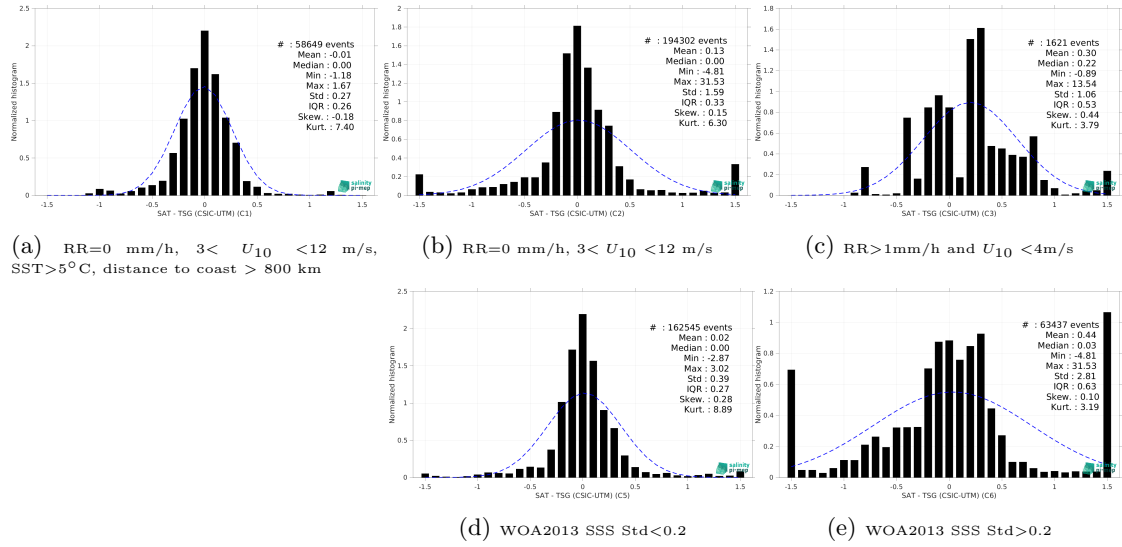 2.5
2
1.5
1
0.5
0
Normalized histogram
# : 58649 events
Mean : -0.01
Median : 0.00
Min : -1.18
Max : 1.67
Std : 0.27
IQR : 0.26
Skew. : -0.18
Kurt. : 7.40
salinity
pi-mep
-1.5 -1 -0.5 0 0.5 1 1.5
SAT - TSG (CSIC-UTM) (C1)
(a) RR=0 mm/h, 3< U10 <12 m/s,
SST>5°C, distance to coast > 800 km
2
1.8
1.6
1.4
1.2
1
0.8
0.6
0.4
0.2
0
Normalized histogram
# : 194302 events
Mean : 0.13
Median : 0.00
Min : -4.81
Max : 31.53
Std : 1.59
IQR : 0.33
Skew. : 0.15
Kurt. : 6.30
salinity
pi-mep
-1.5 -1 -0.5 0 0.5 1 1.5
SAT - TSG (CSIC-UTM) (C2)
(b) RR=0 mm/h, 3< U10 <12 m/s
1.8
1.6
1.4
1.2
1
0.8
0.6
0.4
0.2
0
Normalized histogram
# : 1621 events
Mean : 0.30
Median : 0.22
Min : -0.89
Max : 13.54
Std : 1.06
IQR : 0.53
Skew. : 0.44
Kurt. : 3.79
salinity
pi-mep
-1.5 -1 -0.5 0 0.5 1 1.5
SAT - TSG (CSIC-UTM) (C3)
(c) RR>1mm/h and U10 <4m/s
2.5
2
1.5
1
0.5
0
Normalized histogram
# : 162545 events
Mean : 0.02
Median : 0.00
Min : -2.87
Max : 3.02
Std : 0.39
IQR : 0.27
Skew. : 0.28
Kurt. : 8.89
salinity
pi-mep
-1.5 -1 -0.5 0 0.5 1 1.5
SAT - TSG (CSIC-UTM) (C5)
(d) WOA2013 SSS Std<0.2
1.2
1
0.8
0.6
0.4
0.2
0
Normalized histogram
# : 63437 events
Mean : 0.44
Median : 0.03
Min : -4.81
Max : 31.53
Std : 2.81
IQR : 0.63
Skew. : 0.10
Kurt. : 3.19
salinity
pi-mep
-1.5 -1 -0.5 0 0.5 1 1.5
SAT - TSG (CSIC-UTM) (C6)
(e) WOA2013 SSS Std>0.2